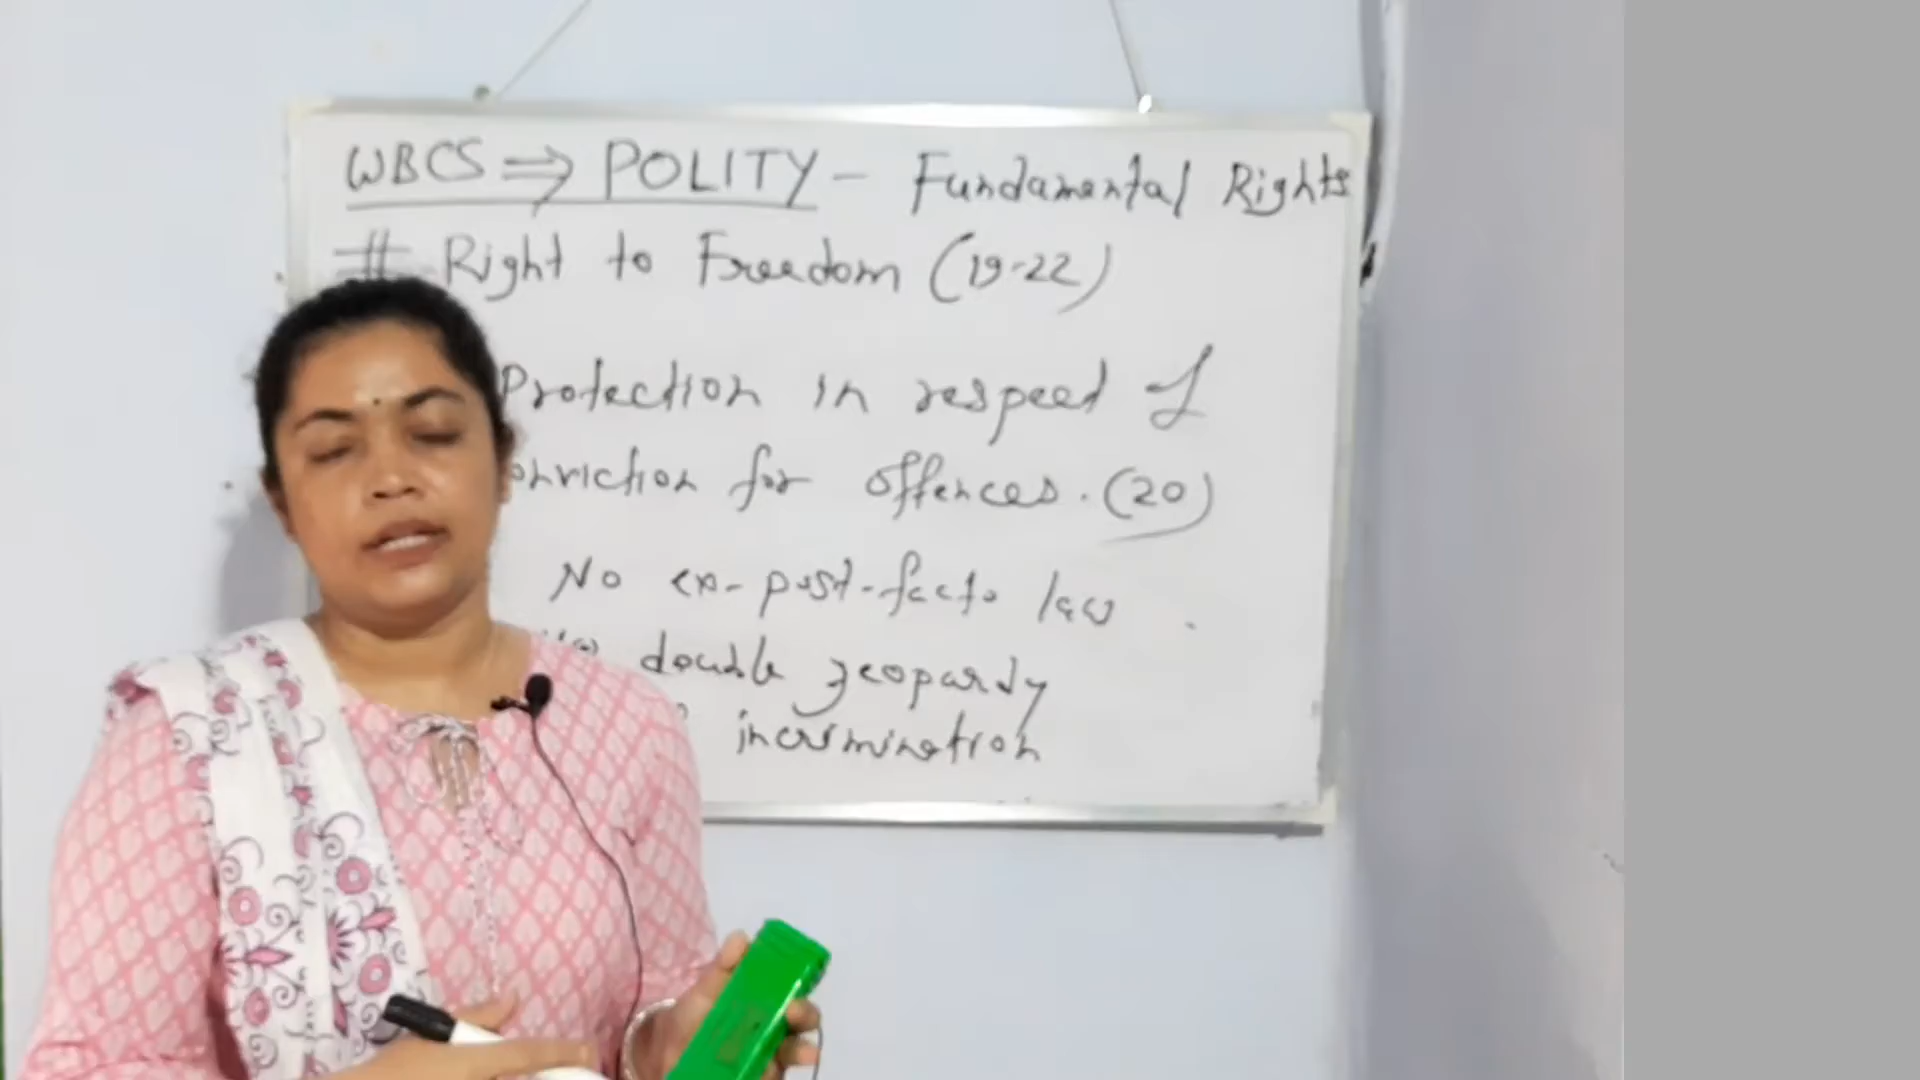 WBCS ⇒ POLITY - Fundamental Rights
# Right to Freedom (19-22)
Protection in respect of
onviction for offences. (20)
No ex-post-facto law
double jeopardy
incrimination